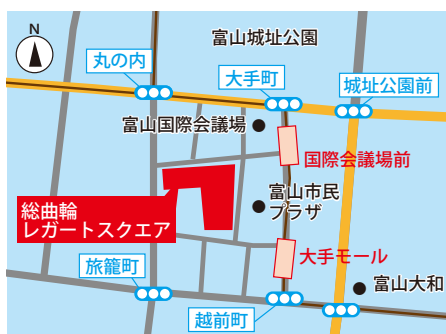 N
富山城址公園
丸の内
大手町
城址公園前
富山国際会議場
国際会議場前
富山市民
プラザ
総曲輪
レガートスクエア
大手モール
旅籠町
富山大和
越前町